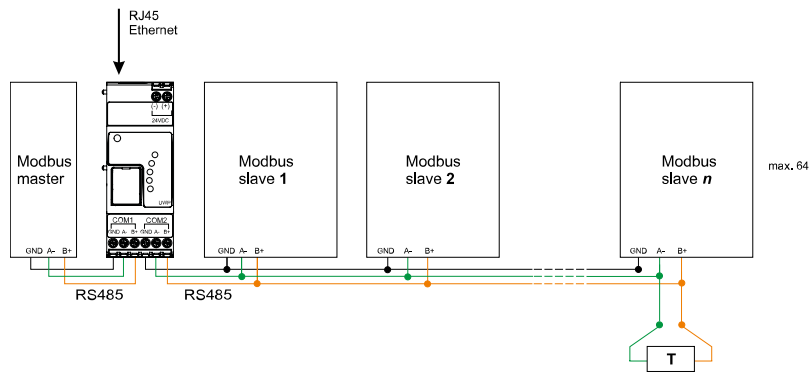 RJ45
Ethernet
(-) (+)
24VDC
Modbus
master
Modbus
slave 1
Modbus
slave 2
Modbus
slave n
max. 64
COM1 COM2
GND A- B+ GND A- B+
GND A- B+
GND A- B+
GND A- B+
GND A- B+
RS485
RS485
T